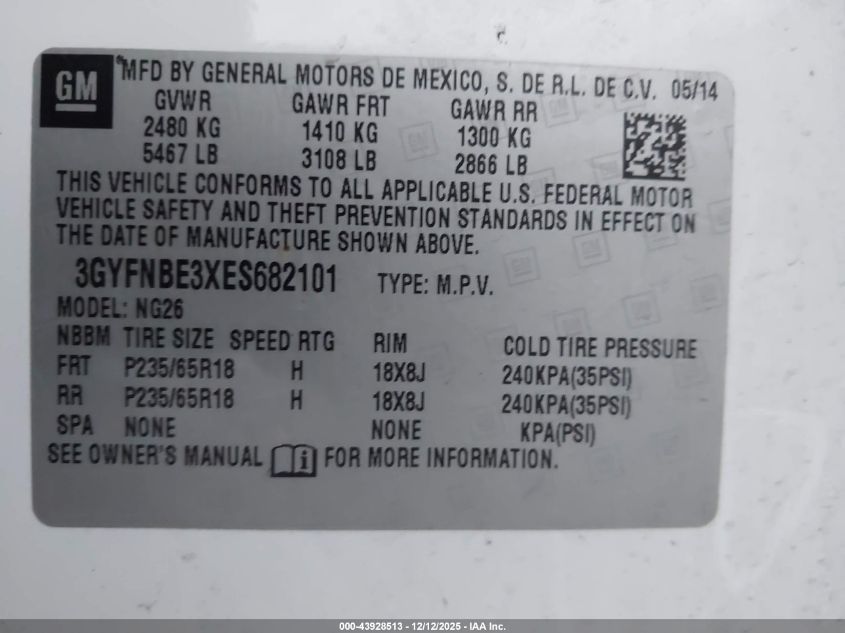 GM
MFD BY GENERAL MOTORS DE MEXICO, S. DE R.L. DE C.V. 05/14
GVWR GAWR FRT GAWR RR
2480 KG 1410 KG 1300 KG
5467 LB 3108 LB 2866 LB
THIS VEHICLE CONFORMS TO ALL APPLICABLE U.S. FEDERAL MOTOR
VEHICLE SAFETY AND THEFT PREVENTION STANDARDS IN EFFECT ON
THE DATE OF MANUFACTURE SHOWN ABOVE.
3GYFNBE3XES682101 TYPE: M.P.V.
MODEL: NG26
NBBM TIRE SIZE SPEED RTG RIM COLD TIRE PRESSURE
FRT P235/65R18 H 18X8J 240KPA(35PSI)
RR P235/65R18 H 18X8J 240KPA(35PSI)
SPA NONE NONE KPA(PSI)
SEE OWNER'S MANUAL i FOR MORE INFORMATION.
000-43928513 - 12/12/2025 - IAA Inc.